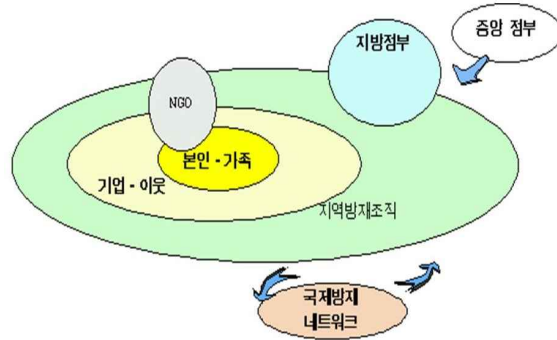 중앙 정부
지방정부
NGO
본인 - 가족
기업 - 이웃
지역방재조직
국제방재
네트워크